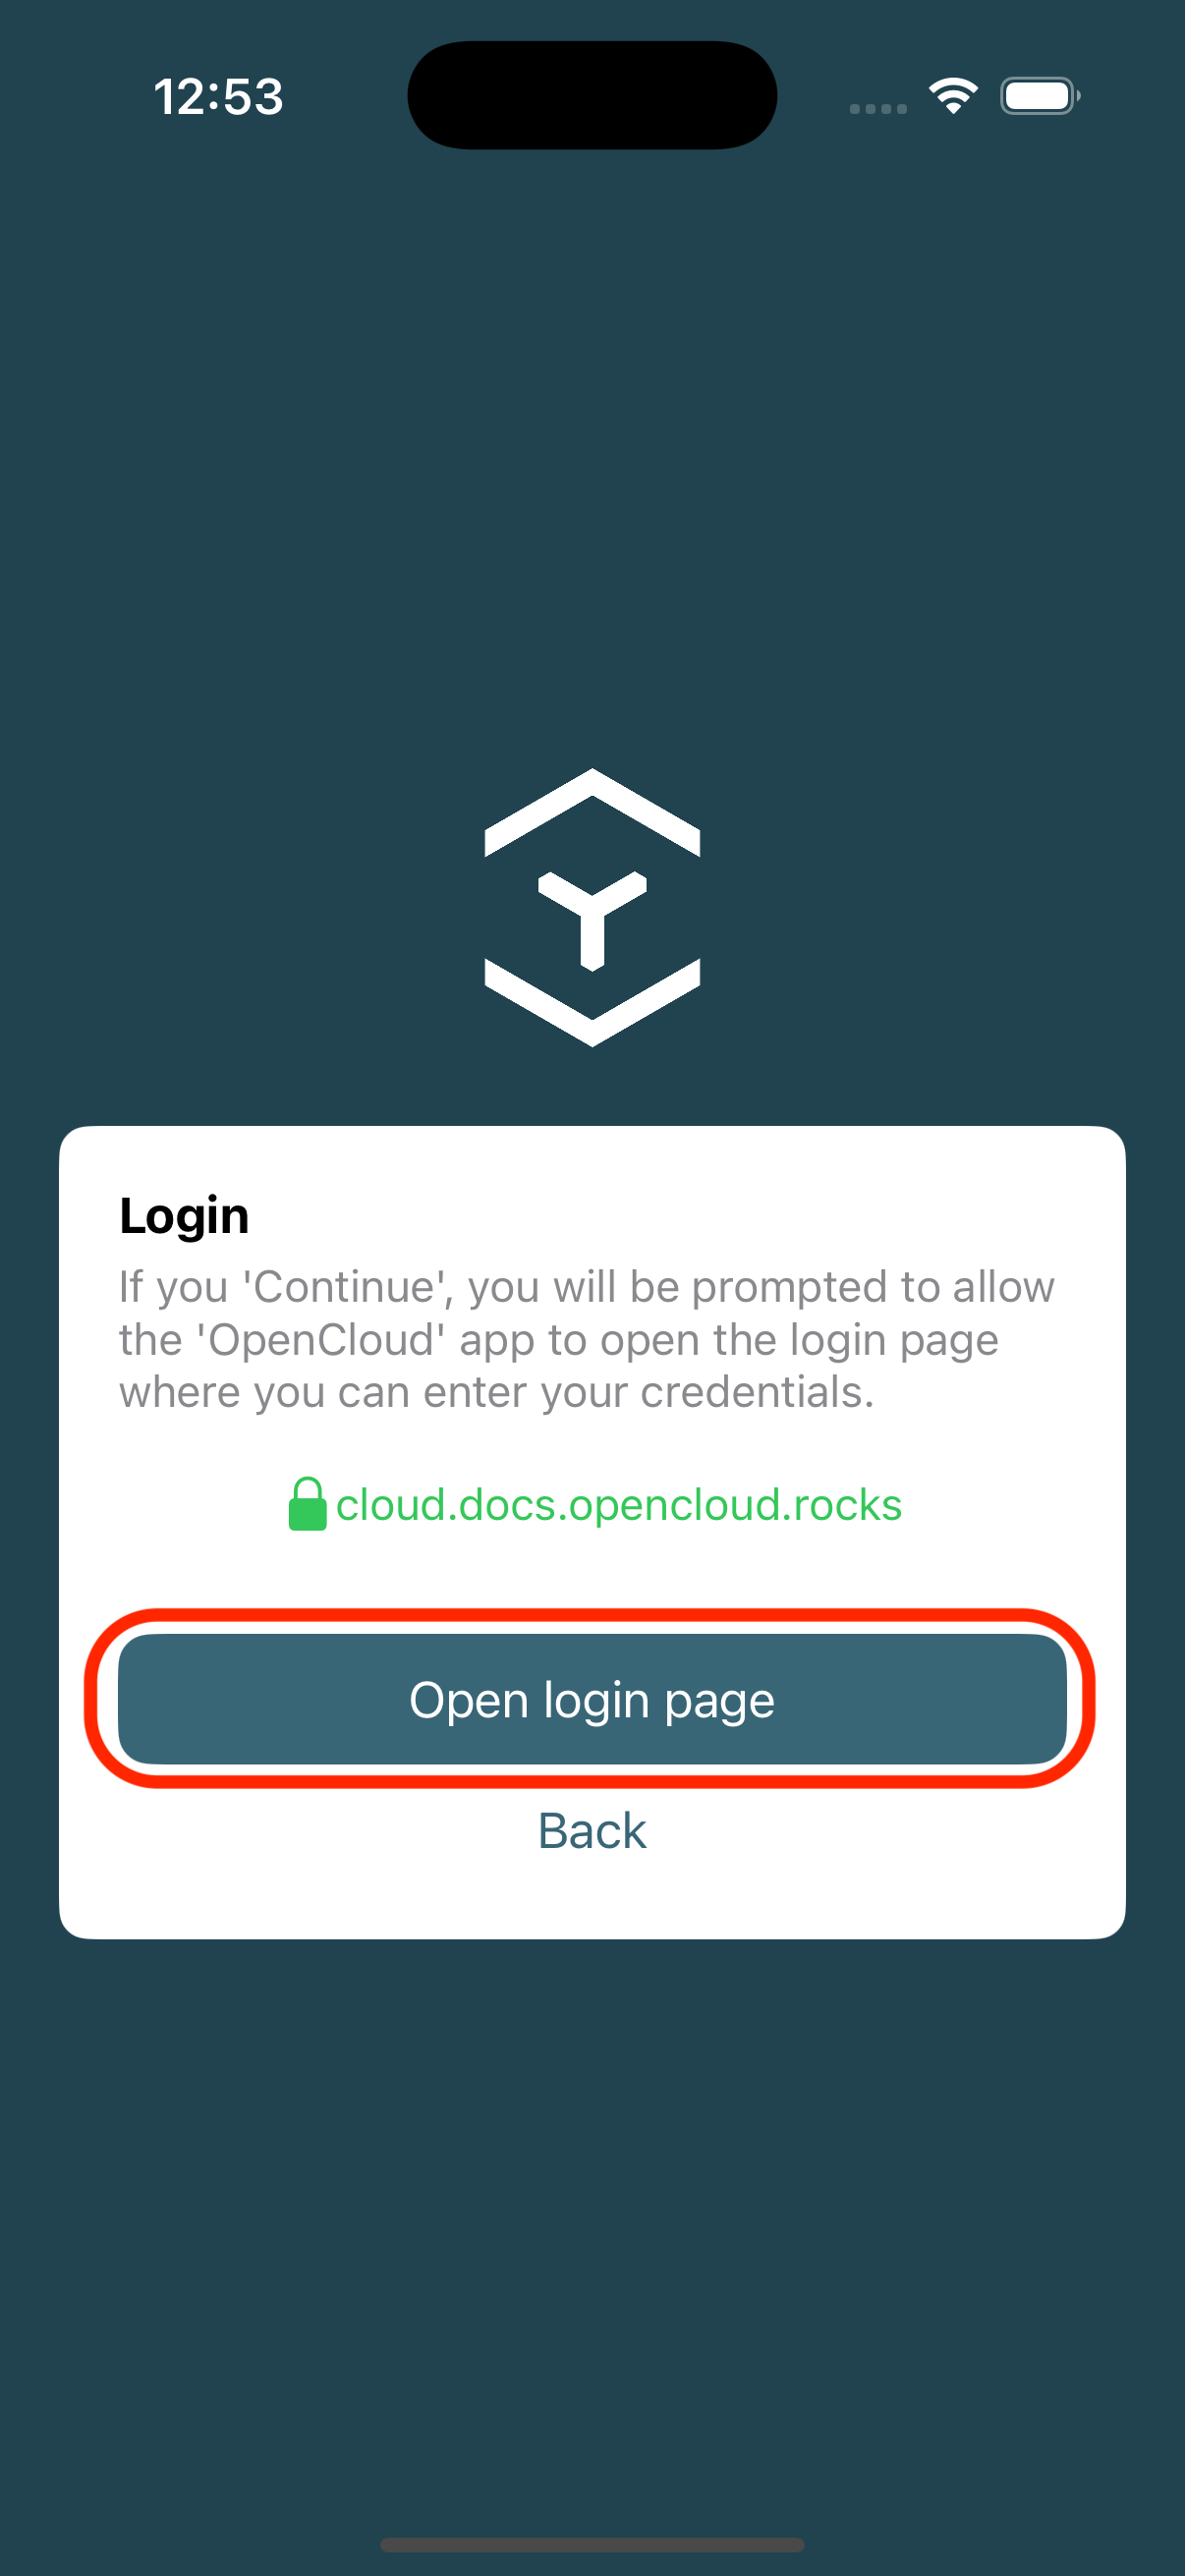 12:53
Login
If you 'Continue', you will be prompted to allow
the 'OpenCloud' app to open the login page
where you can enter your credentials.
cloud.docs.opencloud.rocks
Open login page
Back